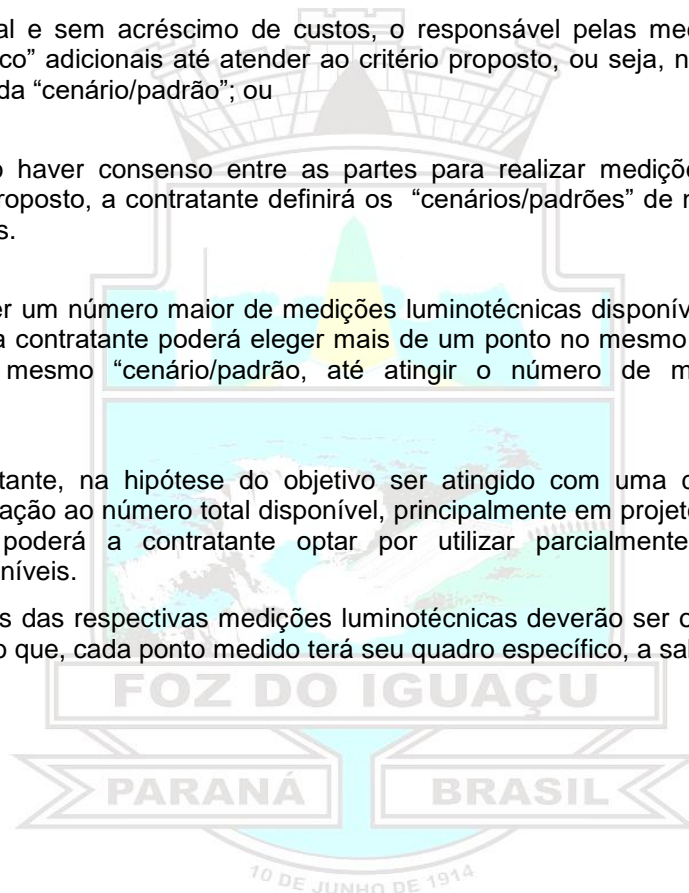 al e sem acréscimo de custos, o responsável pelas med
co” adicionais até atender ao critério proposto, ou seja, n
da “cenário/padrão”; ou
o haver consenso entre as partes para realizar mediçõe
roposto, a contratante definirá os “cenários/padrões” de n
s.
er um número maior de medições luminotécnicas disponív
a contratante poderá eleger mais de um ponto no mesmo
mesmo “cenário/padrão, até atingir o número de m
tante, na hipótese do objetivo ser atingido com uma q
ação ao número total disponível, principalmente em projeto
poderá a contratante optar por utilizar parcialmente
níveis.
s das respectivas medições luminotécnicas deverão ser o
o que, cada ponto medido terá seu quadro específico, a sal
FOZ DO IGUAÇU
PARANÁ BRASIL
10 DE JUNHO DE 1914